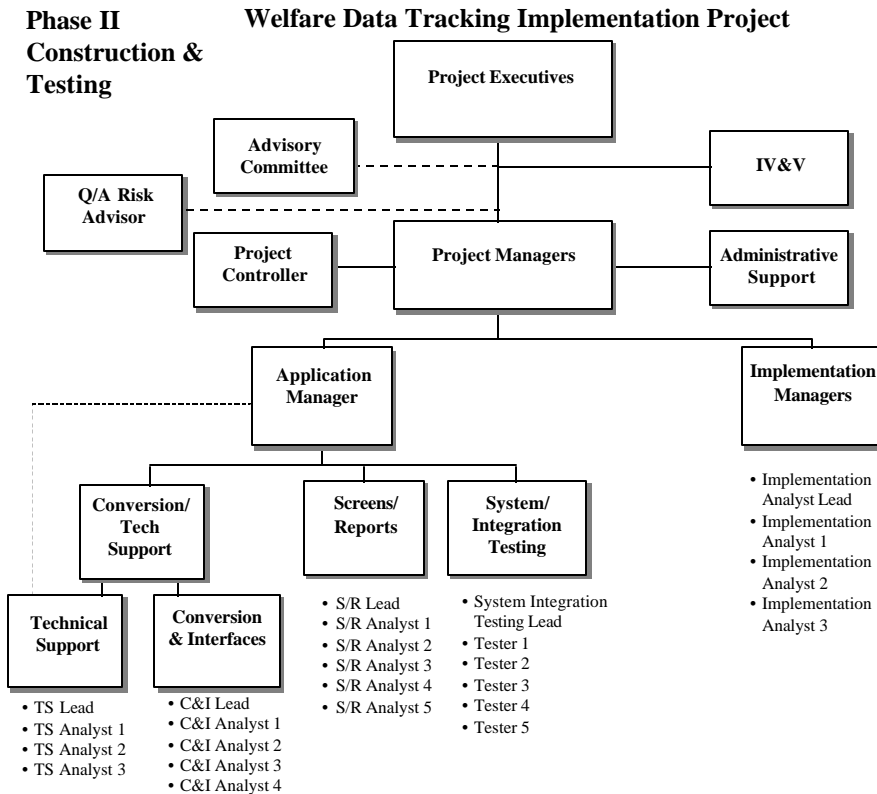 Phase II
Construction &
Testing
Welfare Data Tracking Implementation Project
Project Executives
Advisory
Committee
IV&V
Q/A Risk
Advisor
Project
Controller
Project Managers
Administrative
Support
Application
Manager
Implementation
Managers
Conversion/
Tech
Support
Screens/
Reports
System/
Integration
Testing
• Implementation
Analyst Lead
• Implementation
Analyst 1
• Implementation
Analyst 2
• Implementation
Analyst 3
Technical
Support
Conversion
& Interfaces
• S/R Lead
• S/R Analyst 1
• S/R Analyst 2
• S/R Analyst 3
• S/R Analyst 4
• S/R Analyst 5
• System Integration
Testing Lead
• Tester 1
• Tester 2
• Tester 3
• Tester 4
• Tester 5
• TS Lead
• TS Analyst 1
• TS Analyst 2
• TS Analyst 3
• C&I Lead
• C&I Analyst 1
• C&I Analyst 2
• C&I Analyst 3
• C&I Analyst 4